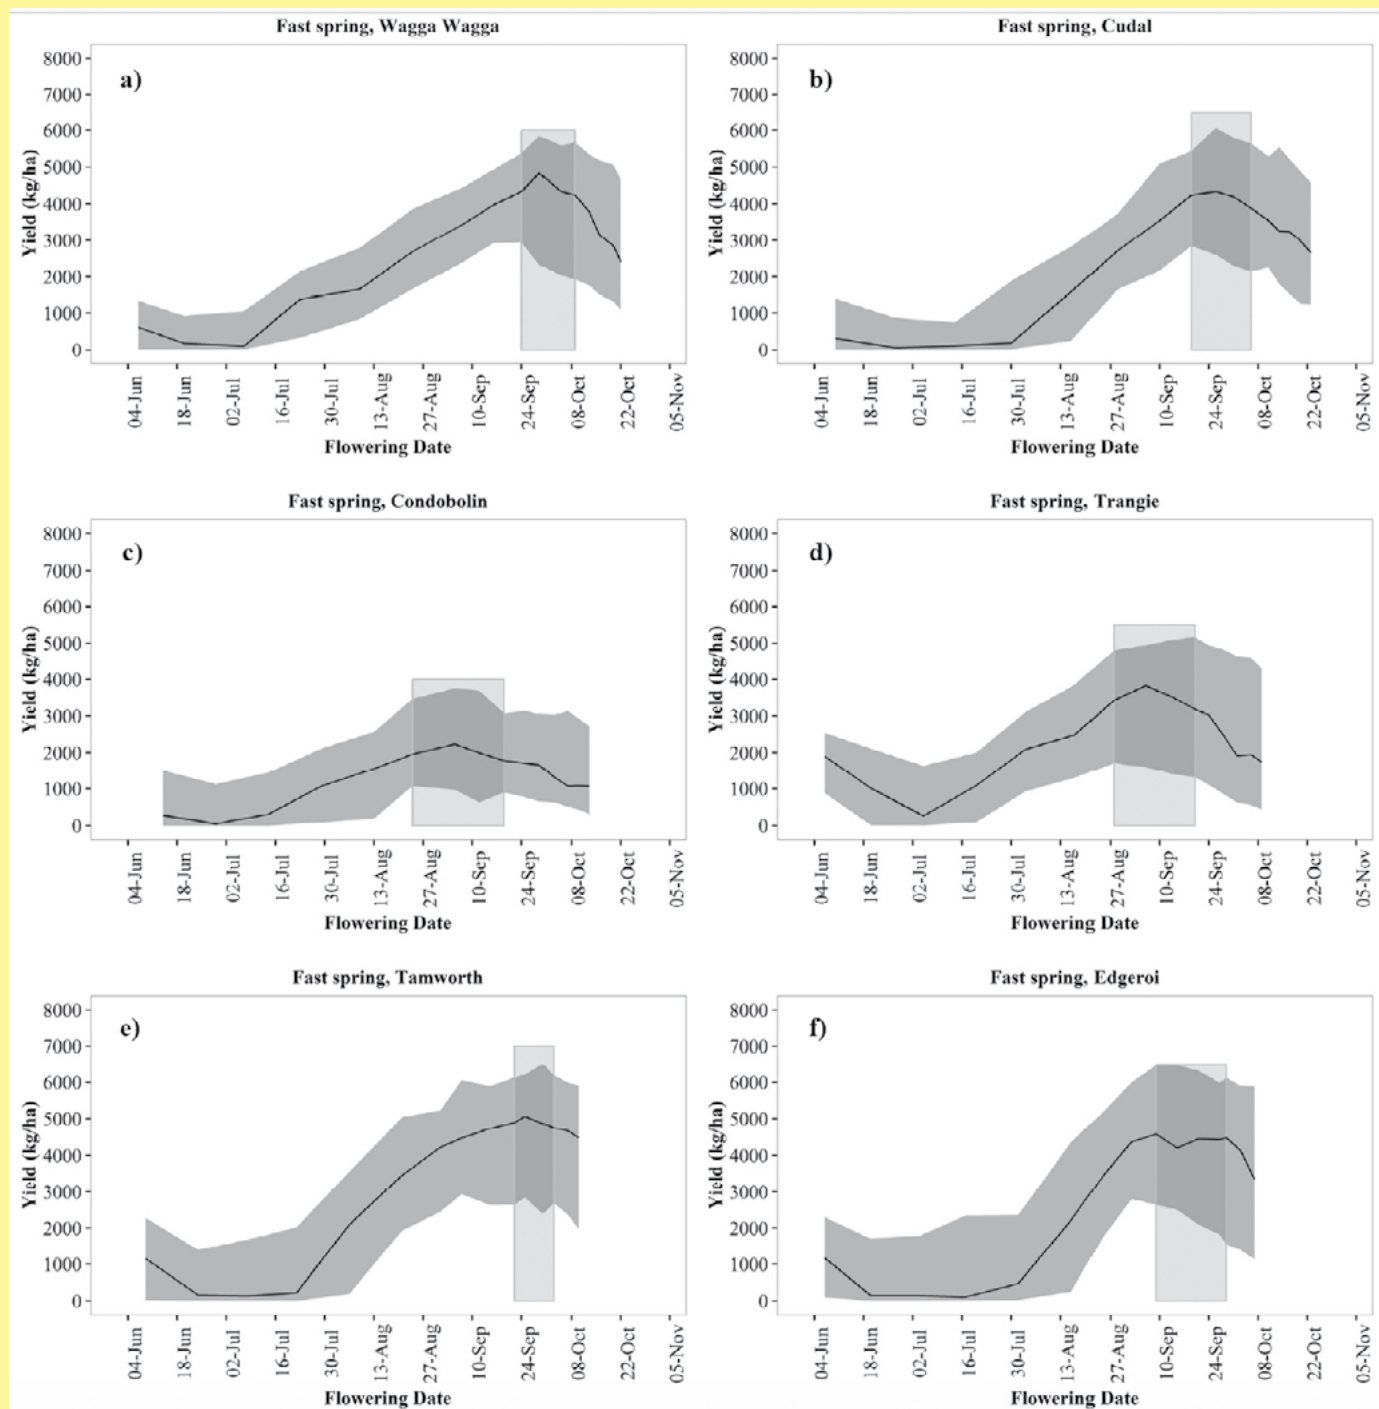 Fast spring, Wagga Wagga
a)
Yield (kg/ha)
8000
7000
6000
5000
4000
3000
2000
1000
0
04-Jun
18-Jun
02-Jul
16-Jul
30-Jul
13-Aug
27-Aug
10-Sep
24-Sep
08-Oct
22-Oct
05-Nov
Flowering Date
Fast spring, Cudal
b)
Yield (kg/ha)
8000
7000
6000
5000
4000
3000
2000
1000
0
04-Jun
18-Jun
02-Jul
16-Jul
30-Jul
13-Aug
27-Aug
10-Sep
24-Sep
08-Oct
22-Oct
05-Nov
Flowering Date
Fast spring, Condobolin
c)
Yield (kg/ha)
8000
7000
6000
5000
4000
3000
2000
1000
0
04-Jun
18-Jun
02-Jul
16-Jul
30-Jul
13-Aug
27-Aug
10-Sep
24-Sep
08-Oct
22-Oct
05-Nov
Flowering Date
Fast spring, Trangie
d)
Yield (kg/ha)
8000
7000
6000
5000
4000
3000
2000
1000
0
04-Jun
18-Jun
02-Jul
16-Jul
30-Jul
13-Aug
27-Aug
10-Sep
24-Sep
08-Oct
22-Oct
05-Nov
Flowering Date
Fast spring, Tamworth
e)
Yield (kg/ha)
8000
7000
6000
5000
4000
3000
2000
1000
0
04-Jun
18-Jun
02-Jul
16-Jul
30-Jul
13-Aug
27-Aug
10-Sep
24-Sep
08-Oct
22-Oct
05-Nov
Flowering Date
Fast spring, Edgeroi
f)
Yield (kg/ha)
8000
7000
6000
5000
4000
3000
2000
1000
0
04-Jun
18-Jun
02-Jul
16-Jul
30-Jul
13-Aug
27-Aug
10-Sep
24-Sep
08-Oct
22-Oct
05-Nov
Flowering Date